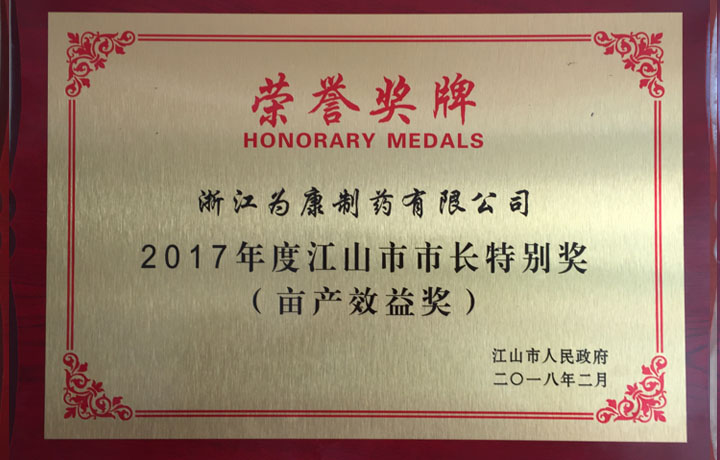 荣誉奖牌
HONORARY MEDALS
浙江为康制药有限公司
2017年度江山市市长特别奖
（亩产效益奖）
江山市人民政府
二〇一八年二月